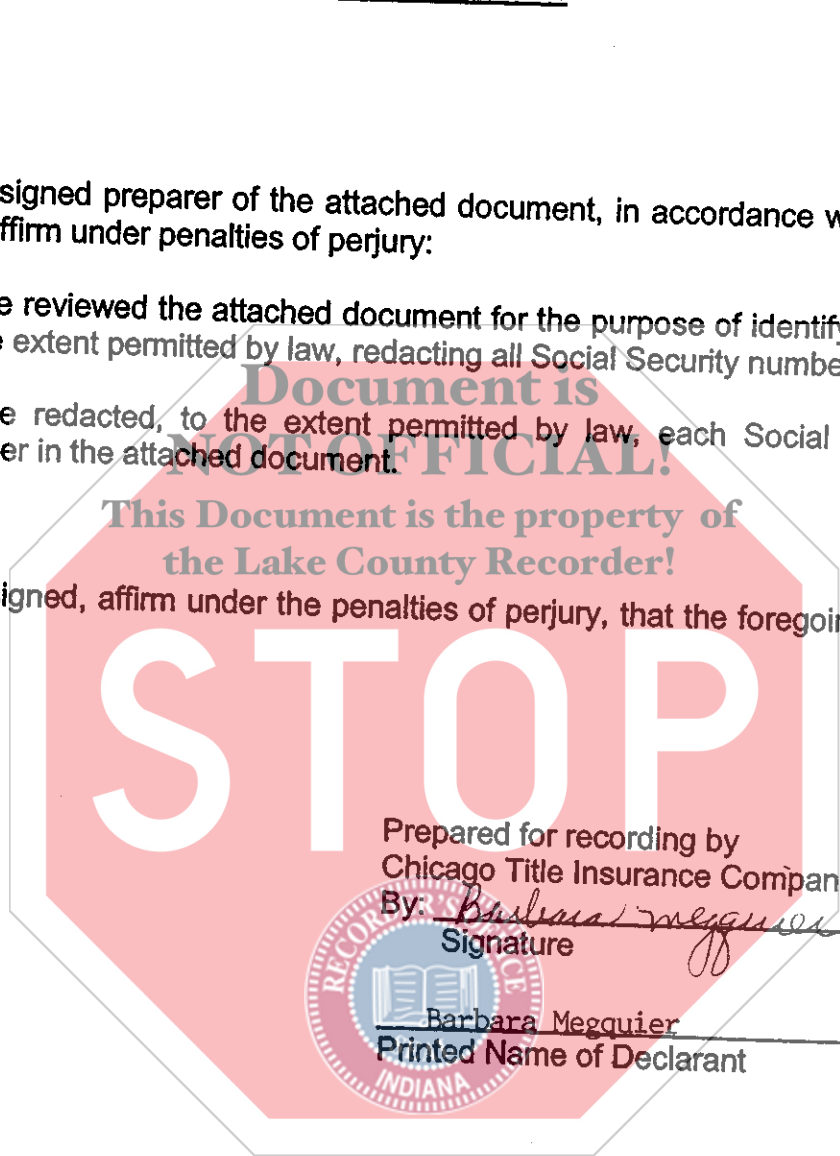 signed preparer of the attached document, in accordance w
ffirm under penalties of perjury:
e reviewed the attached document for the purpose of identify
e extent permitted by law, redacting all Social Security numbe
Document is
e redacted, to the extent permitted by law, each Social
NOT OFFICIAL!
er in the attached document.
This Document is the property of
the Lake County Recorder!
igned, affirm under the penalties of perjury, that the foregoin
STOP
Prepared for recording by
Chicago Title Insurance Compan
By: Barbara Megquier
Signature
RECORDER'S OFFICE
Barbara Megquier
Printed Name of Declarant
INDIANA